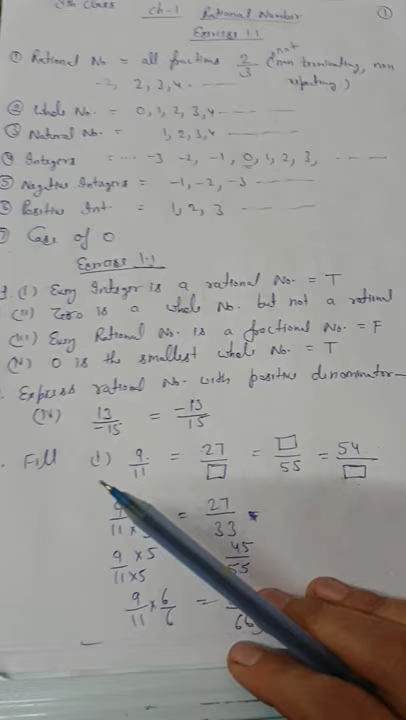 Class Ch-1 Rational Number ①
Exercise 1.1
① Rational No = all fractions 2/3 (not non terminating, non
-2, 2, 3, 4 - - - repeating)
② Whole No. = 0, 1, 2, 3, 4 - - - -
③ Natural No. = 1, 2, 3, 4 - - - -
④ Integers = --- -3 -2, -1, 0, 1, 2, 3, - - - -
⑤ Negative Integers = -1, -2, -3 - - - -
⑥ Positive Int = 1, 2, 3 - - - -
Case of 0
Exercise 1.1
1. (i) Every Integer is a rational No. = T
(ii) Zero is a whole No. but not a rational
(iii) Every Rational No. is a fractional No. = F
(iv) 0 is the smallest whole No. = T
Express rational No. with positive dinominator-
(iv) 13/-15 = -13/15
Fill (i) 9/11 = 27/□ = □/55 = 54/□
= 27/33
9×5/11×5 45/55
9/11 × 6/6 =